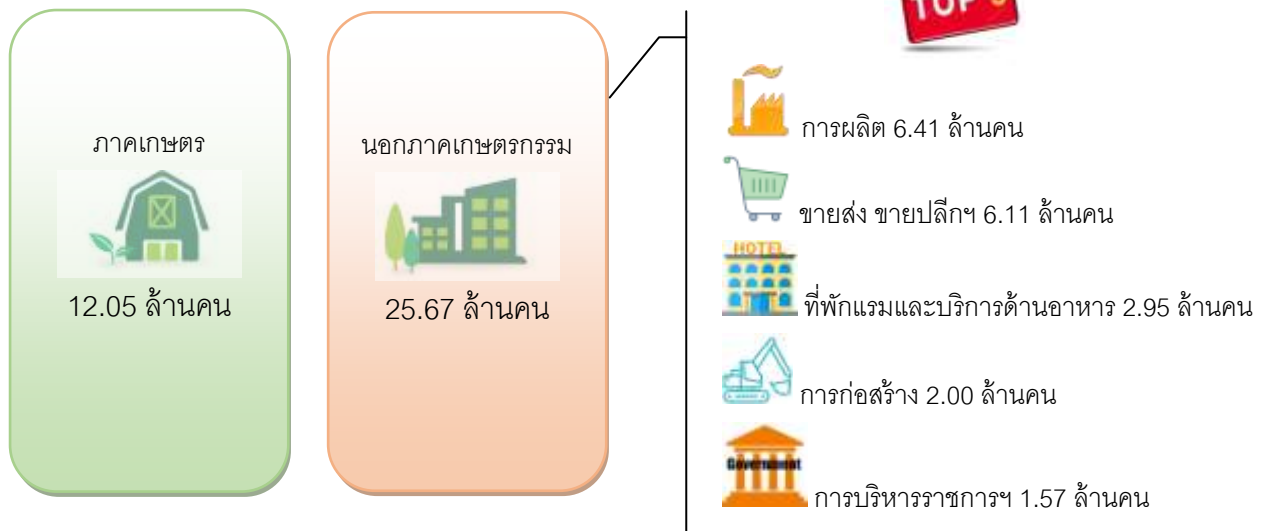 ภาคเกษตร
12.05 ล้านคน
นอกภาคเกษตรกรรม
25.67 ล้านคน
TOP 5
การผลิต 6.41 ล้านคน
ขายส่ง ขายปลีกฯ 6.11 ล้านคน
HOTEL
ที่พักแรมและบริการด้านอาหาร 2.95 ล้านคน
การก่อสร้าง 2.00 ล้านคน
Government
การบริหารราชการฯ 1.57 ล้านคน